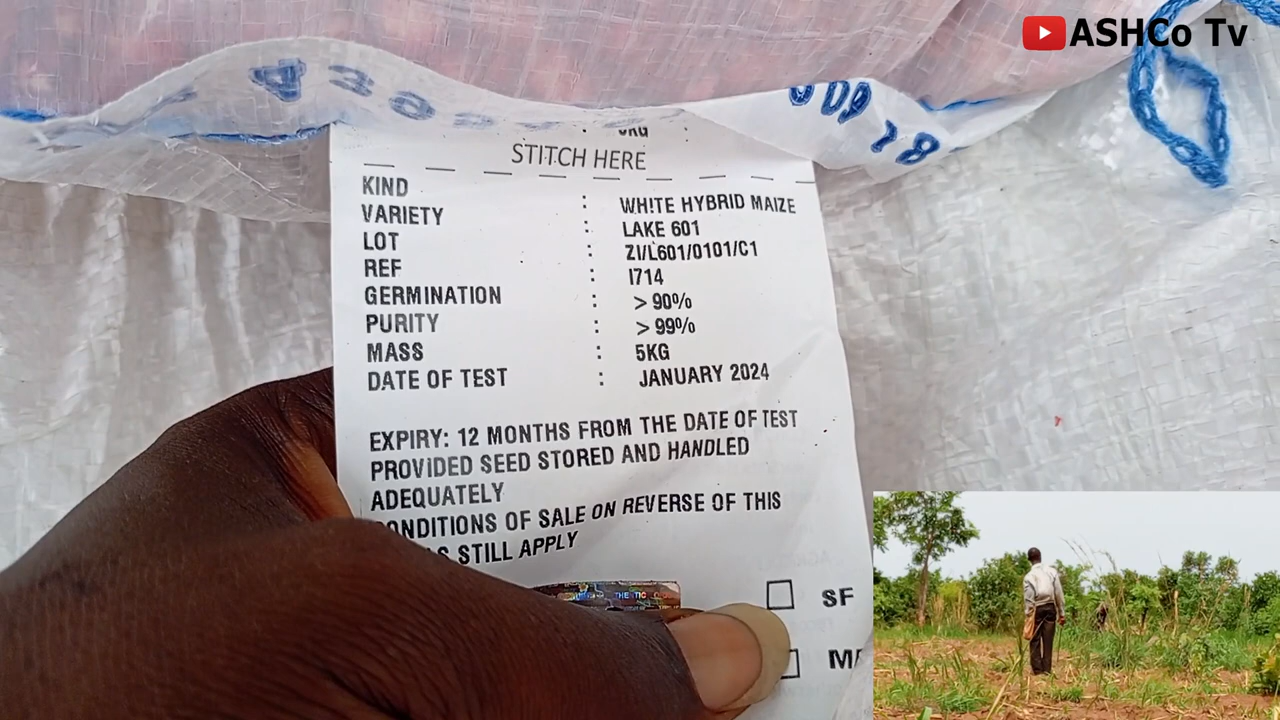 ASHCo Tv
STITCH HERE
KIND : WHITE HYBRID MAIZE
VARIETY : LAKE 601
LOT : ZI/L601/0101/C1
REF : I714
GERMINATION : > 90%
PURITY : > 99%
MASS : 5KG
DATE OF TEST : JANUARY 2024
EXPIRY: 12 MONTHS FROM THE DATE OF TEST
PROVIDED SEED STORED AND HANDLED
ADEQUATELY
CONDITIONS OF SALE ON REVERSE OF THIS
STILL APPLY
SF